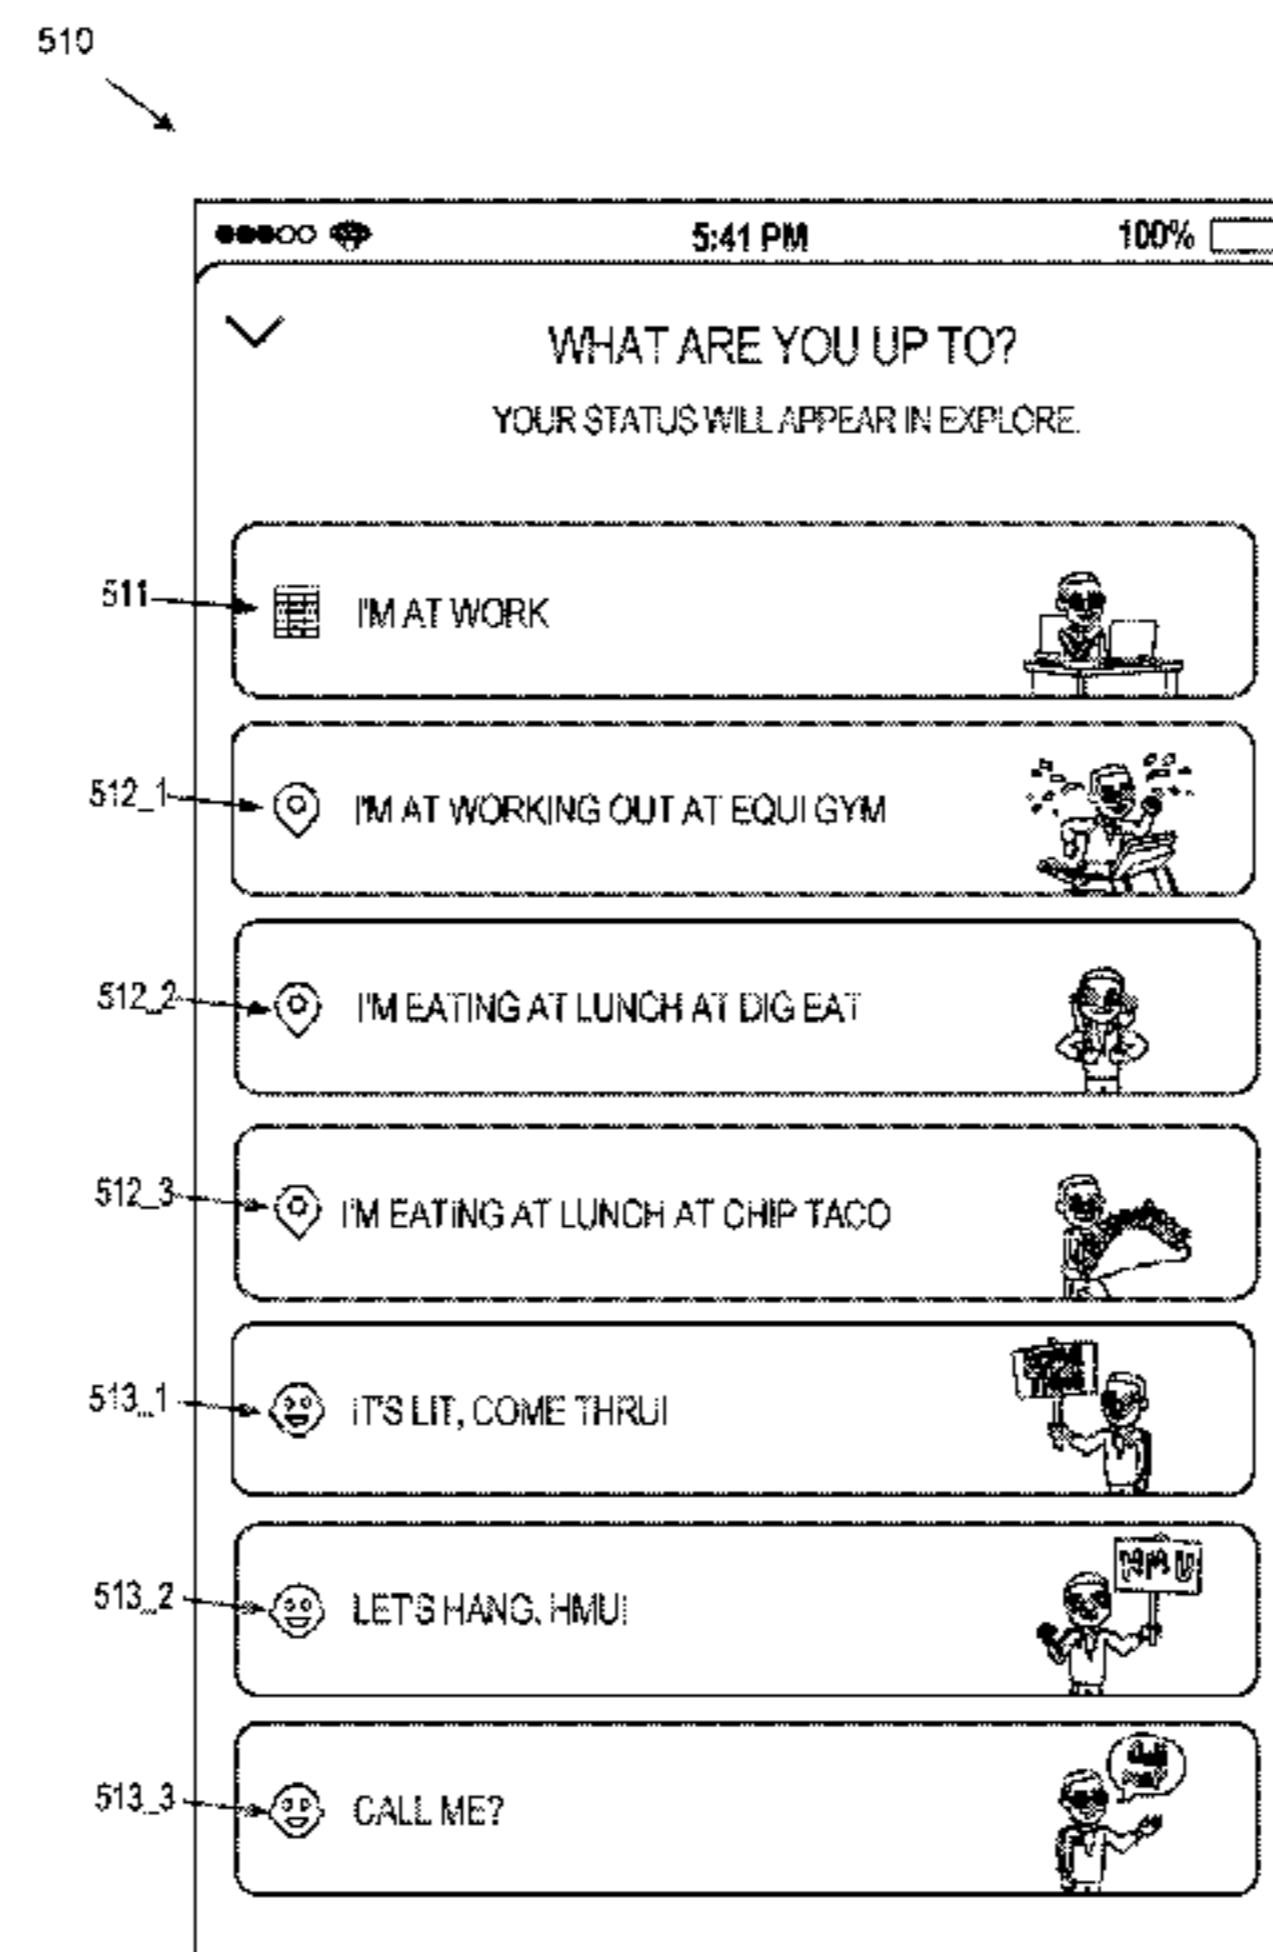 510
5:41 PM 100%
WHAT ARE YOU UP TO?
YOUR STATUS WILL APPEAR IN EXPLORE.
511 I'M AT WORK
512_1 I'M AT WORKING OUT AT EQUI GYM
512_2 I'M EATING AT LUNCH AT DIG EAT
512_3 I'M EATING AT LUNCH AT CHIP TACO
513_1 IT'S LIT, COME THRU!
513_2 LET'S HANG, HMU!
513_3 CALL ME?